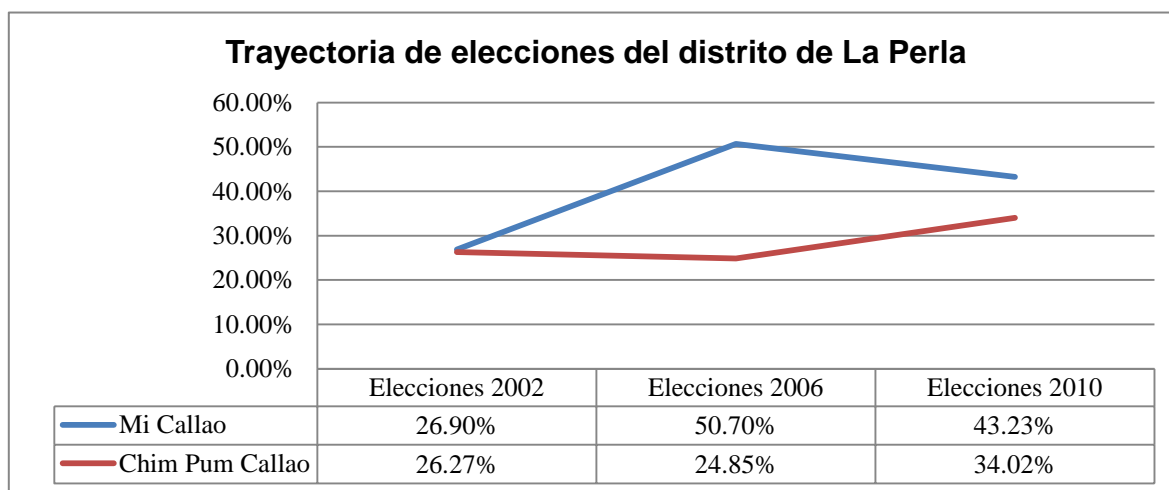 Trayectoria de elecciones del distrito de La Perla
60.00%
50.00%
40.00%
30.00%
20.00%
10.00%
0.00%
Elecciones 2002 Elecciones 2006 Elecciones 2010
Mi Callao 26.90% 50.70% 43.23%
Chim Pum Callao 26.27% 24.85% 34.02%